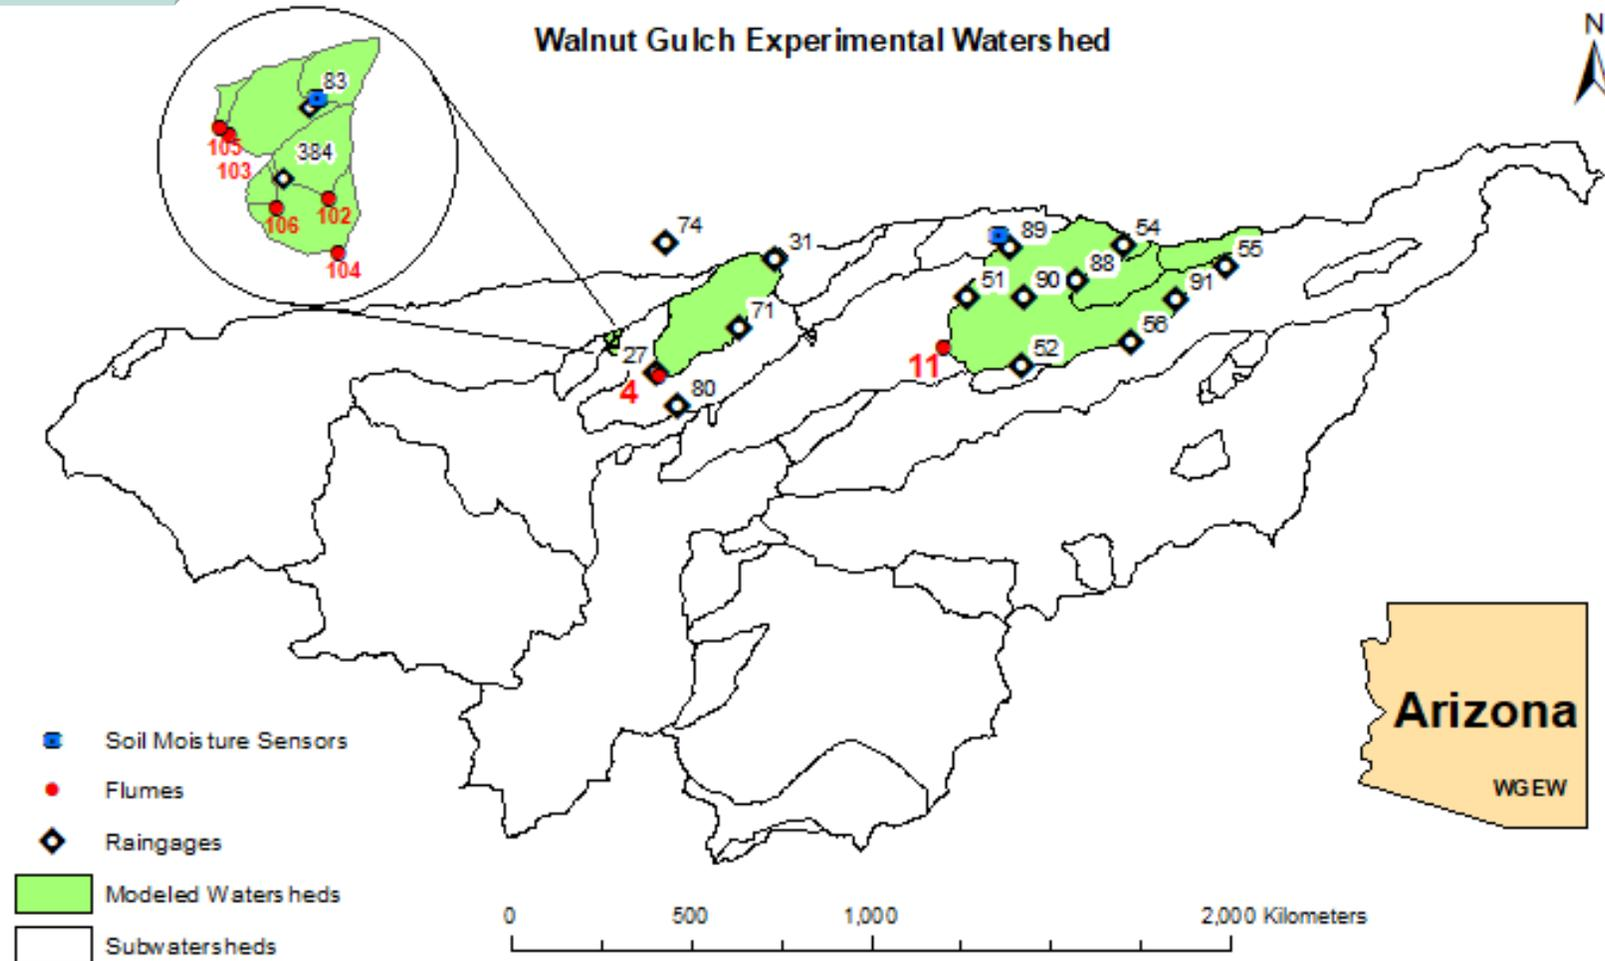 Walnut Gulch Experimental Watershed
N
83
105
384
103
106
102
104
74
31
89
54
55
51
90
88
91
71
56
27
52
11
4
80
Arizona
WGEW
Soil Moisture Sensors
Flumes
Raingages
Modeled Watersheds
Subwatersheds
0 500 1,000 2,000 Kilometers